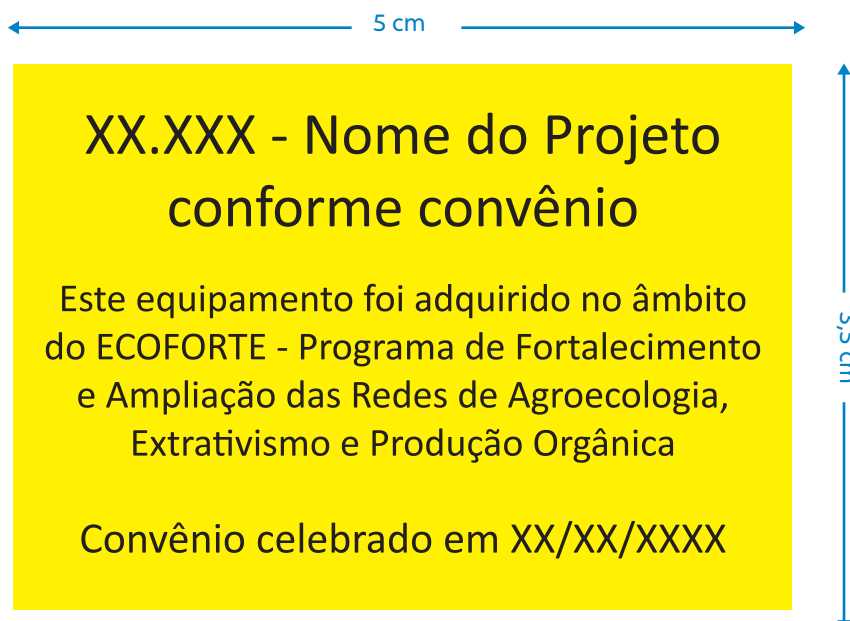 5 cm
XX.XXX - Nome do Projeto
conforme convênio
Este equipamento foi adquirido no âmbito
do ECOFORTE - Programa de Fortalecimento
e Ampliação das Redes de Agroecologia,
Extrativismo e Produção Orgânica
Convênio celebrado em XX/XX/XXXX
cm